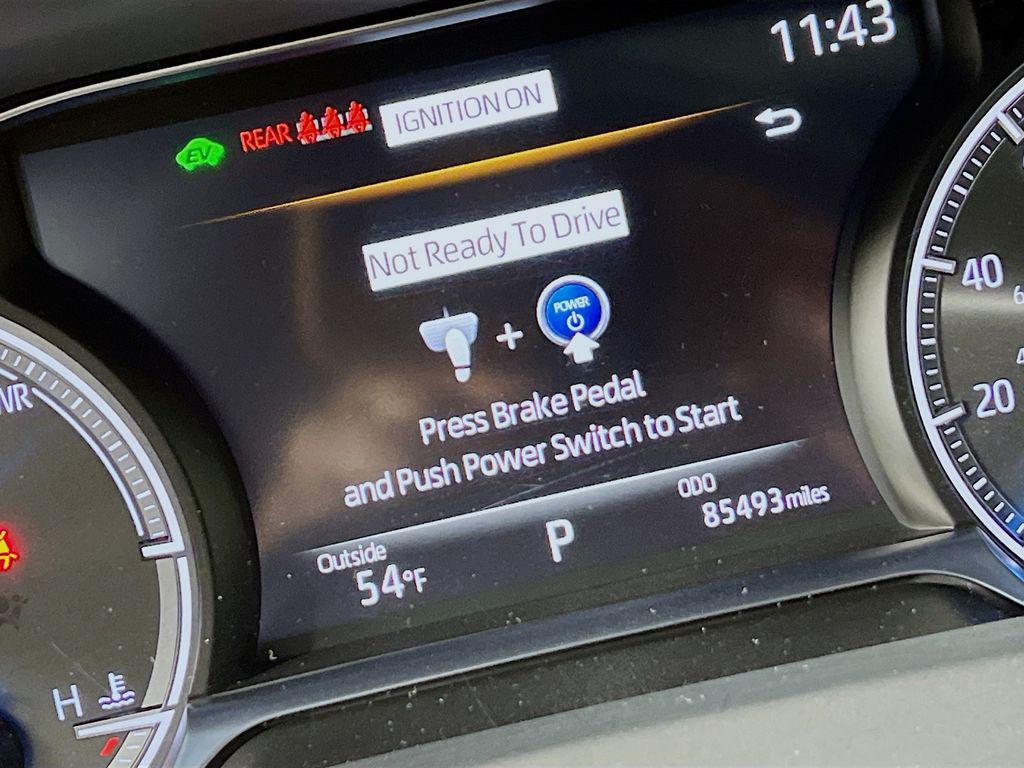 11:43
EV
REAR
IGNITION ON
Not Ready To Drive
POWER
+
Press Brake Pedal
and Push Power Switch to Start
Outside
54°F
P
ODO
85493 miles
40
20
H